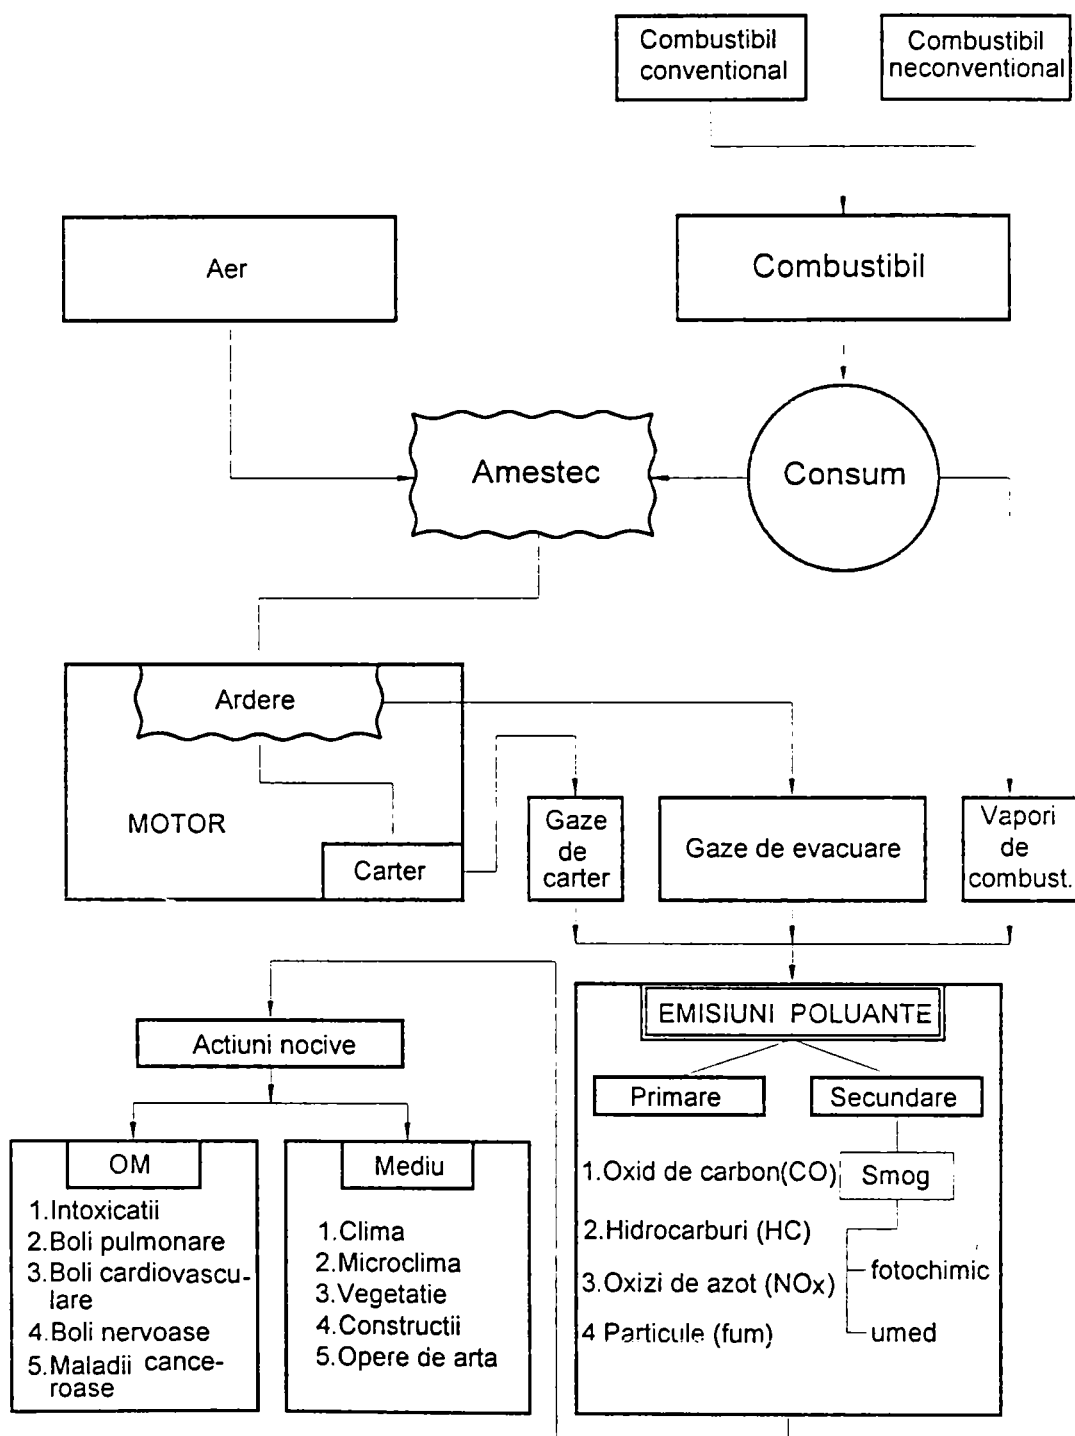 Combustibil
conventional
Combustibil
neconventional
Aer
Combustibil
Amestec
Consum
Ardere
MOTOR
Carter
Gaze
de
carter
Gaze de evacuare
Vapori
de
combust.
EMISIUNI POLUANTE
Primare
Secundare
1.Oxid de carbon(CO)
2.Hidrocarburi (HC)
3.Oxizi de azot (NOx)
4 Particule (fum)
Smog
fotochimic
umed
Actiuni nocive
OM
1.Intoxicatii
2.Boli pulmonare
3.Boli cardiovascu-
lare
4.Boli nervoase
5.Maladii cance-
roase
Mediu
1.Clima
2.Microclima
3.Vegetatie
4.Constructii
5.Opere de arta